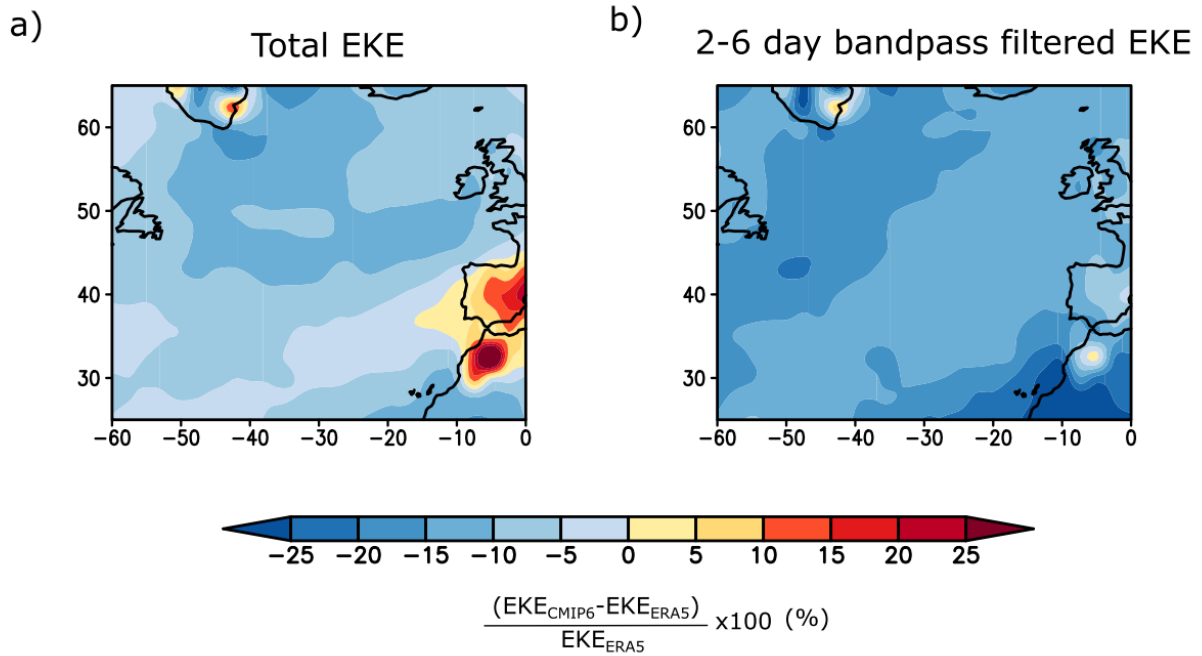 a)
Total EKE
b)
2-6 day bandpass filtered EKE
60
50
40
30
−60 −50 −40 −30 −20 −10 0
60
50
40
30
−60 −50 −40 −30 −20 −10 0
−25 −20 −15 −10 −5 0 5 10 15 20 25
(EKE_CMIP6-EKE_ERA5)
EKE_ERA5
x100 (%)